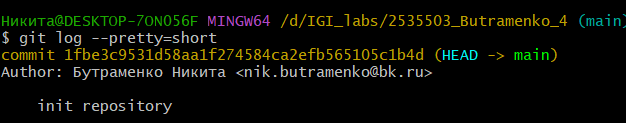 Никита@DESKTOP-7ONO56F MINGW64 /d/IGI_labs/2535503_Butramenko_4 (main)
$ git log --pretty=short
commit 1fbe3c9531d58aa1f274584ca2efb565105c1b4d (HEAD -> main)
Author: Бутраменко Никита <nik.butramenko@bk.ru>
init repository